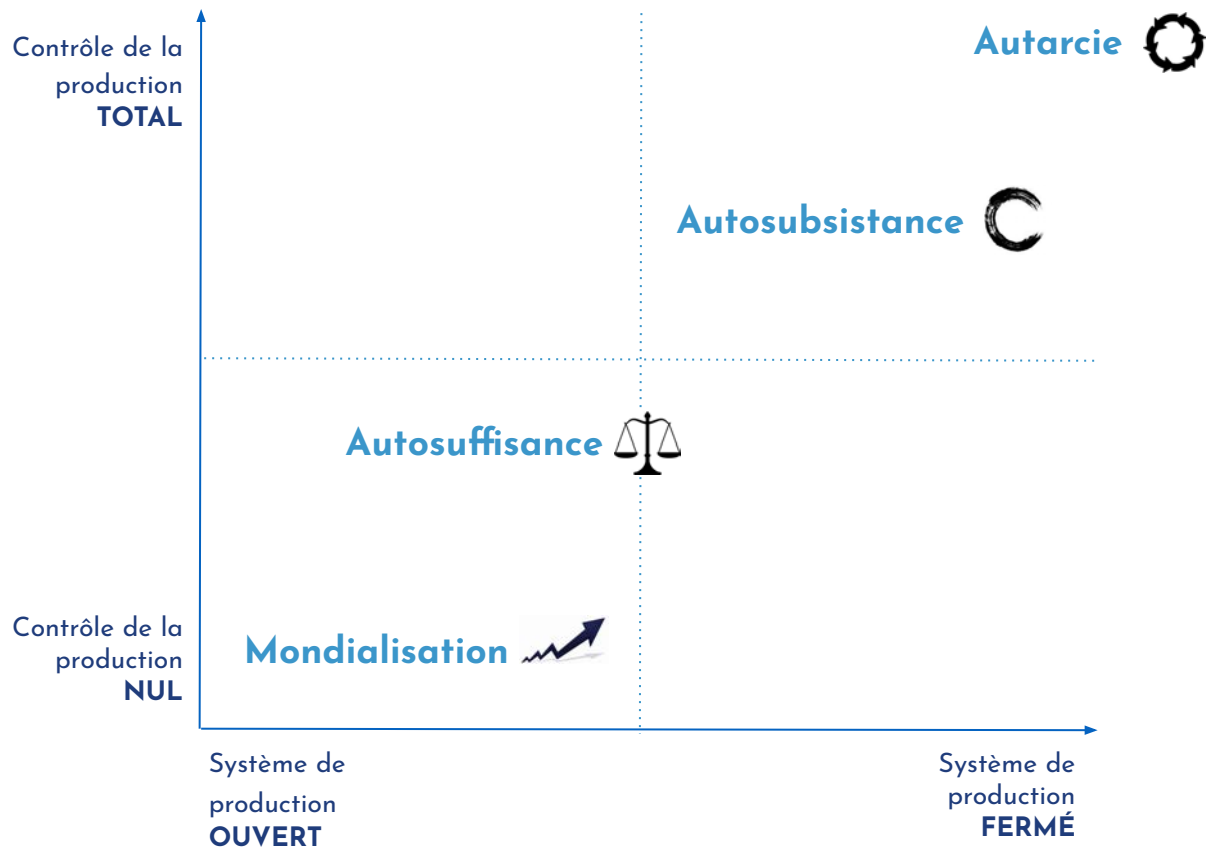 Contrôle de la
production
TOTAL
Autarcie
Autosubsistance
Autosuffisance
Contrôle de la
production
NUL
Mondialisation
Système de
production
OUVERT
Système de
production
FERMÉ